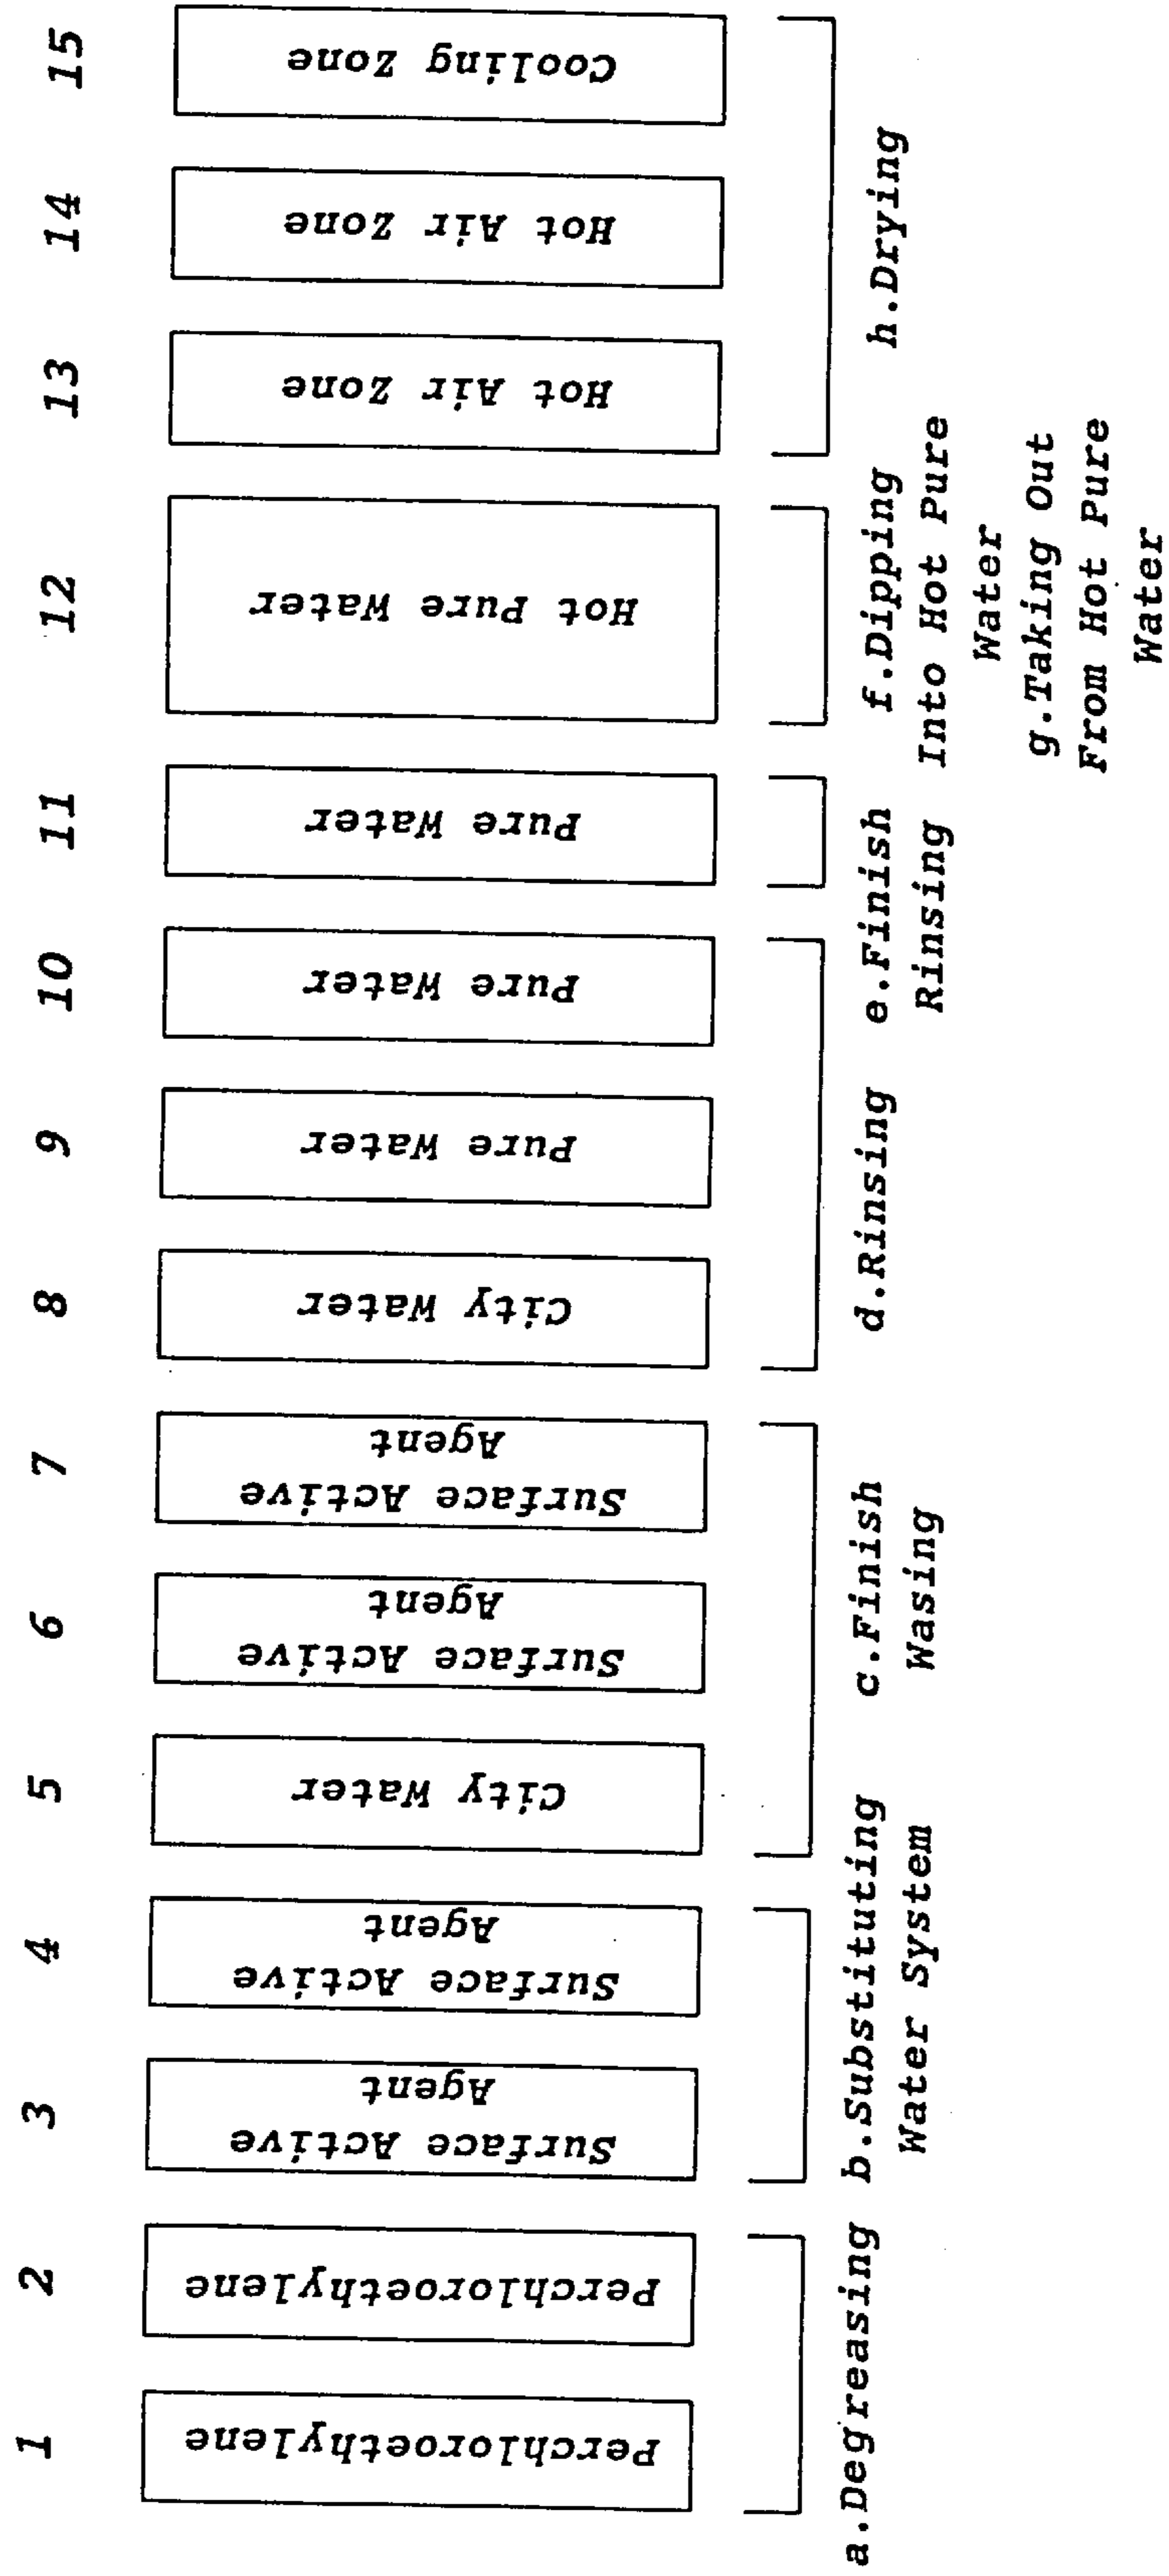 1
2
3
4
5
6
7
8
9
10
11
12
13
14
15
Perchloroethylene
Perchloroethylene
Surface Active
Agent
Surface Active
Agent
City Water
Surface Active
Agent
Surface Active
Agent
City Water
Pure Water
Pure Water
Pure Water
Hot Pure Water
Hot Air Zone
Hot Air Zone
Cooling Zone
a.Degreasing
b.Substituting
Water System
c.Finish
Wasing
d.Rinsing
e.Finish
Rinsing
f.Dipping
Into Hot Pure
Water
g.Taking Out
From Hot Pure
Water
h.Drying